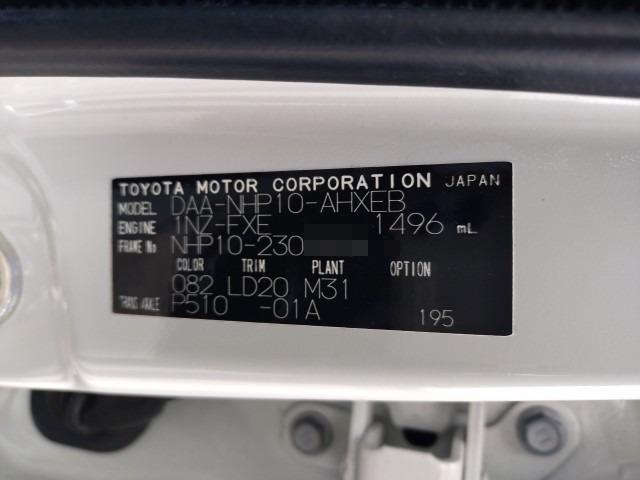 TOYOTA MOTOR CORPORATION JAPAN
MODEL DAA-NHP10-AHXEB
ENGINE 1NZ-FXE 1496 mL
FRAME No NHP10-230
COLOR TRIM PLANT OPTION
082 LD20 M31
TRANS/AXLE P510 -01A 195